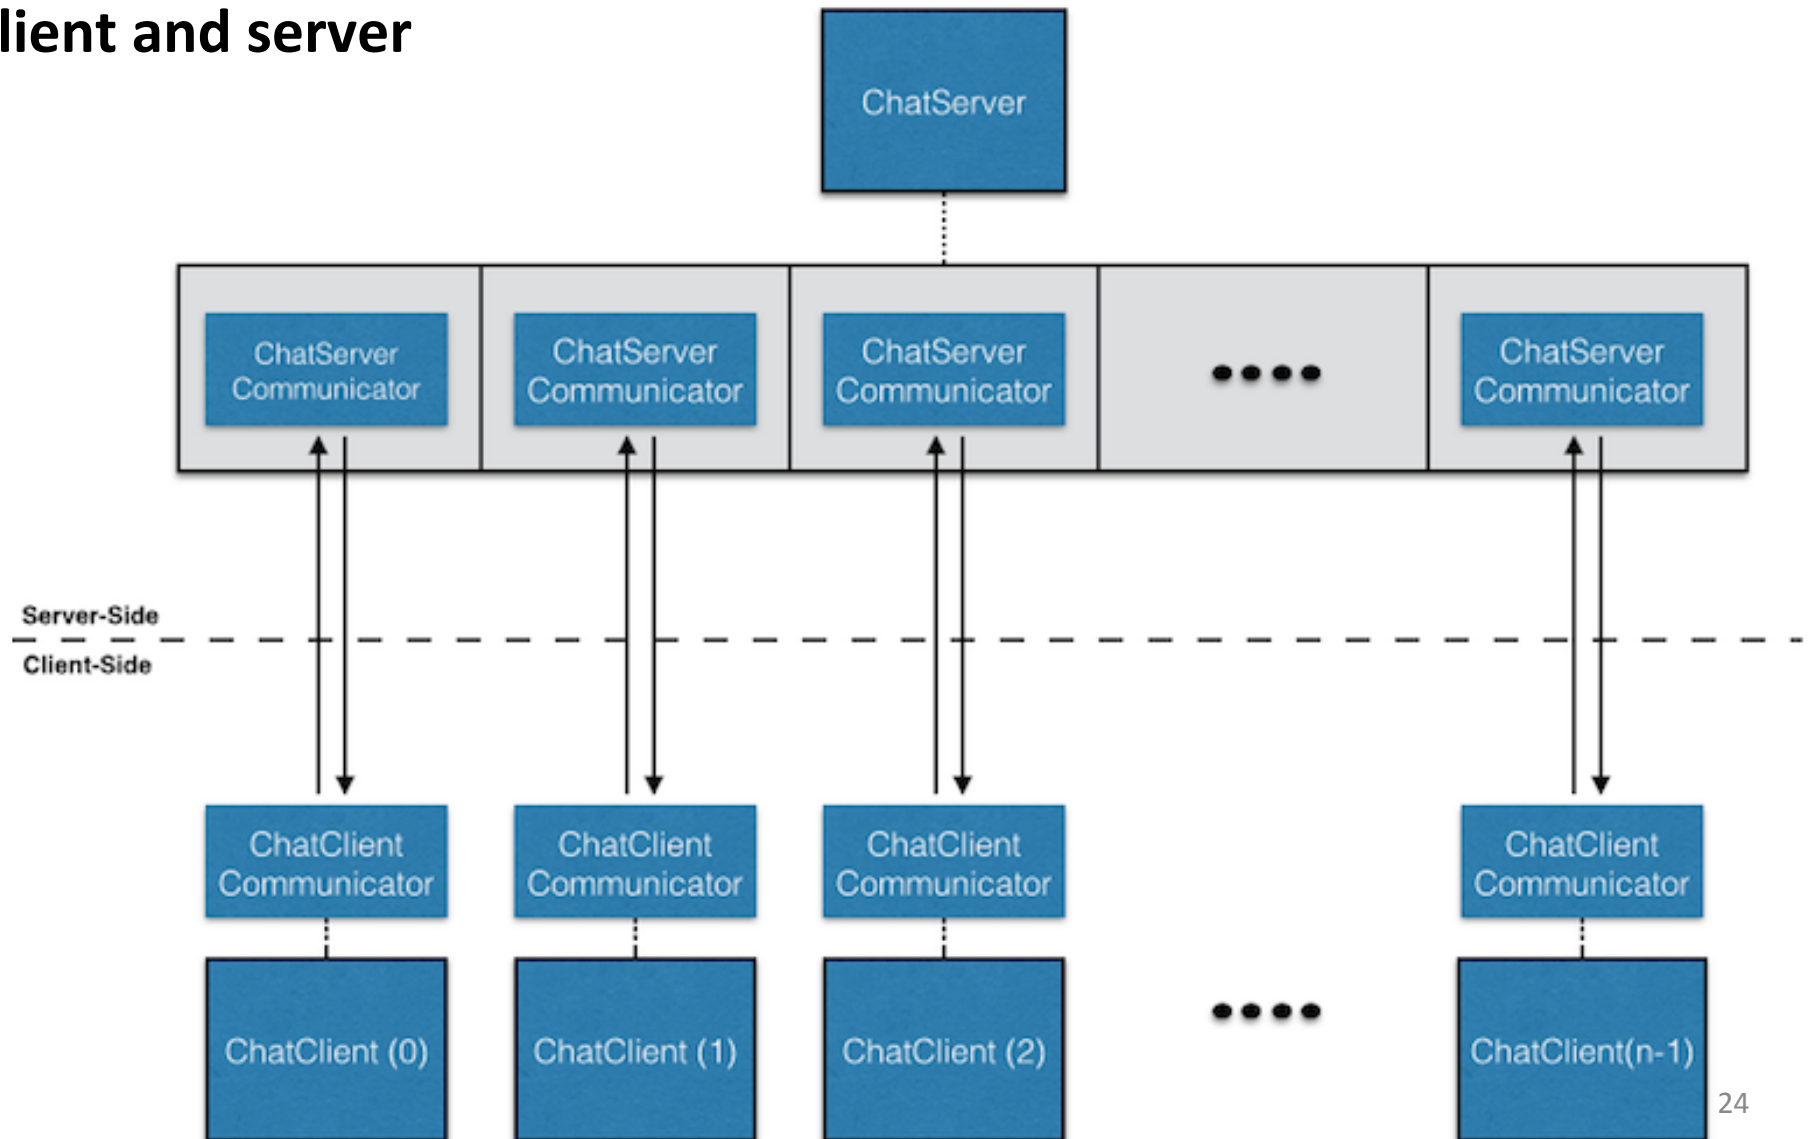 lient and server
ChatServer
ChatServer
Communicator
ChatServer
Communicator
ChatServer
Communicator
ChatServer
Communicator
Server-Side
Client-Side
ChatClient
Communicator
ChatClient
Communicator
ChatClient
Communicator
ChatClient
Communicator
ChatClient (0)
ChatClient (1)
ChatClient (2)
ChatClient(n-1)
24